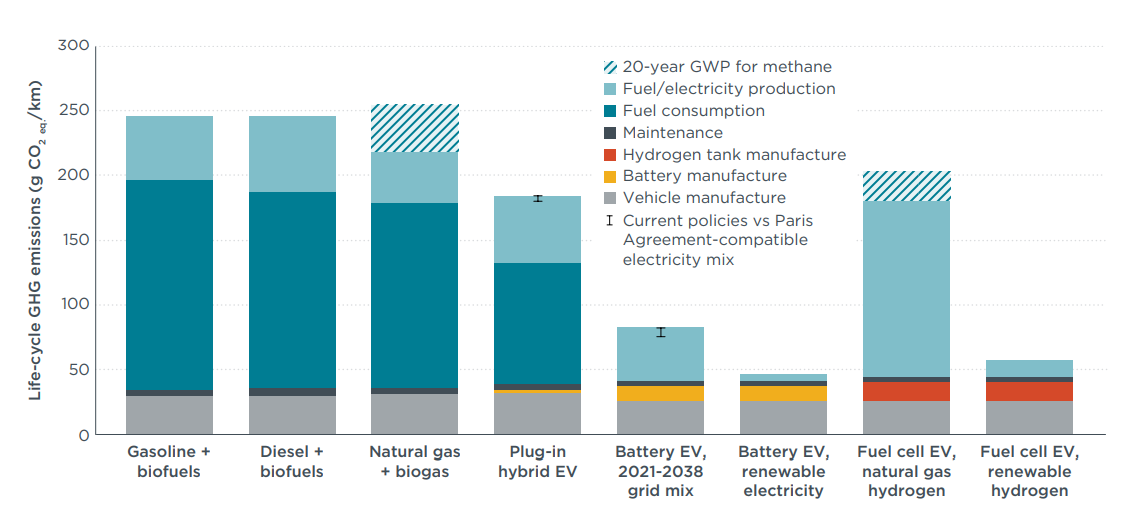 300
250
200
150
100
50
0
Life-cycle GHG emissions (g CO2 eq./km)
20-year GWP for methane
Fuel/electricity production
Fuel consumption
Maintenance
Hydrogen tank manufacture
Battery manufacture
Vehicle manufacture
Current policies vs Paris
Agreement-compatible
electricity mix
Gasoline +
biofuels
Diesel +
biofuels
Natural gas
+ biogas
Plug-in
hybrid EV
Battery EV,
2021-2038
grid mix
Battery EV,
renewable
electricity
Fuel cell EV,
natural gas
hydrogen
Fuel cell EV,
renewable
hydrogen